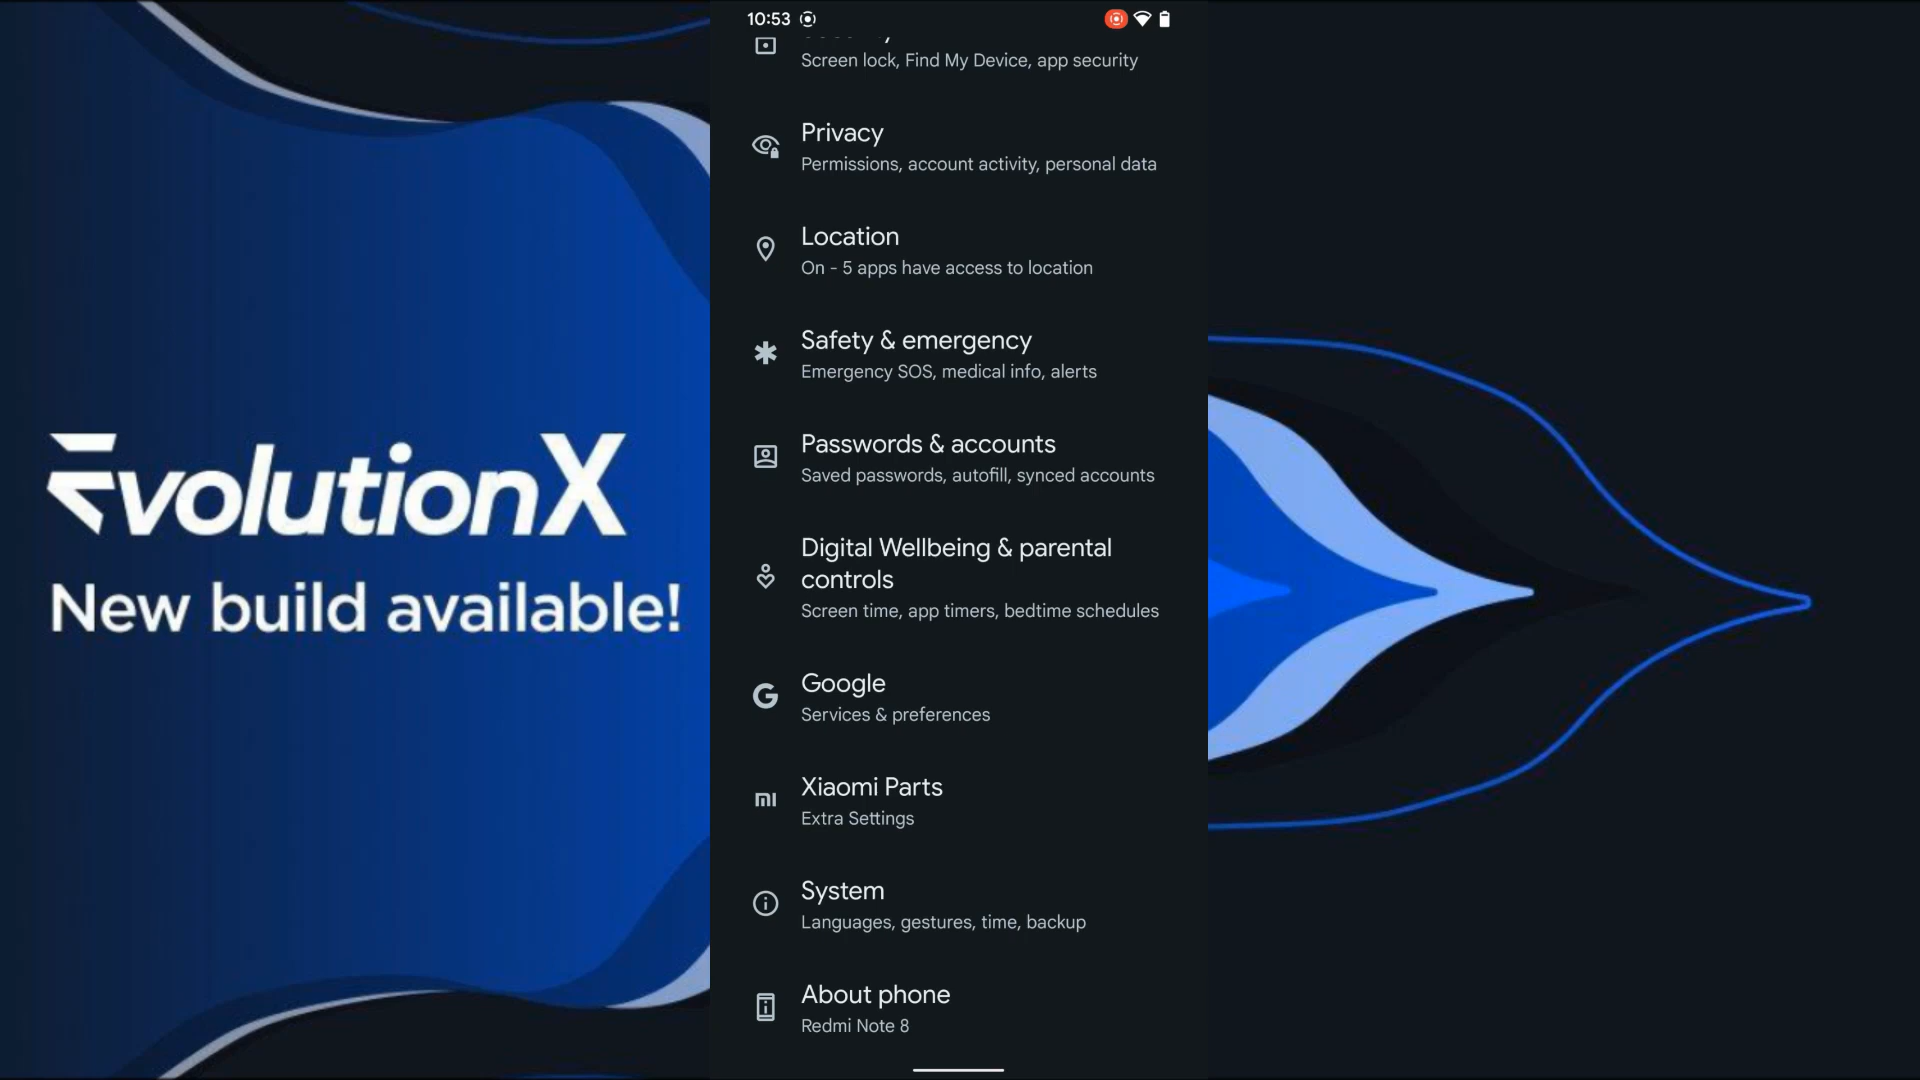 EvolutionX
New build available!
10:53
Screen lock, Find My Device, app security
Privacy
Permissions, account activity, personal data
Location
On - 5 apps have access to location
Safety & emergency
Emergency SOS, medical info, alerts
Passwords & accounts
Saved passwords, autofill, synced accounts
Digital Wellbeing & parental
controls
Screen time, app timers, bedtime schedules
Google
Services & preferences
Xiaomi Parts
Extra Settings
System
Languages, gestures, time, backup
About phone
Redmi Note 8